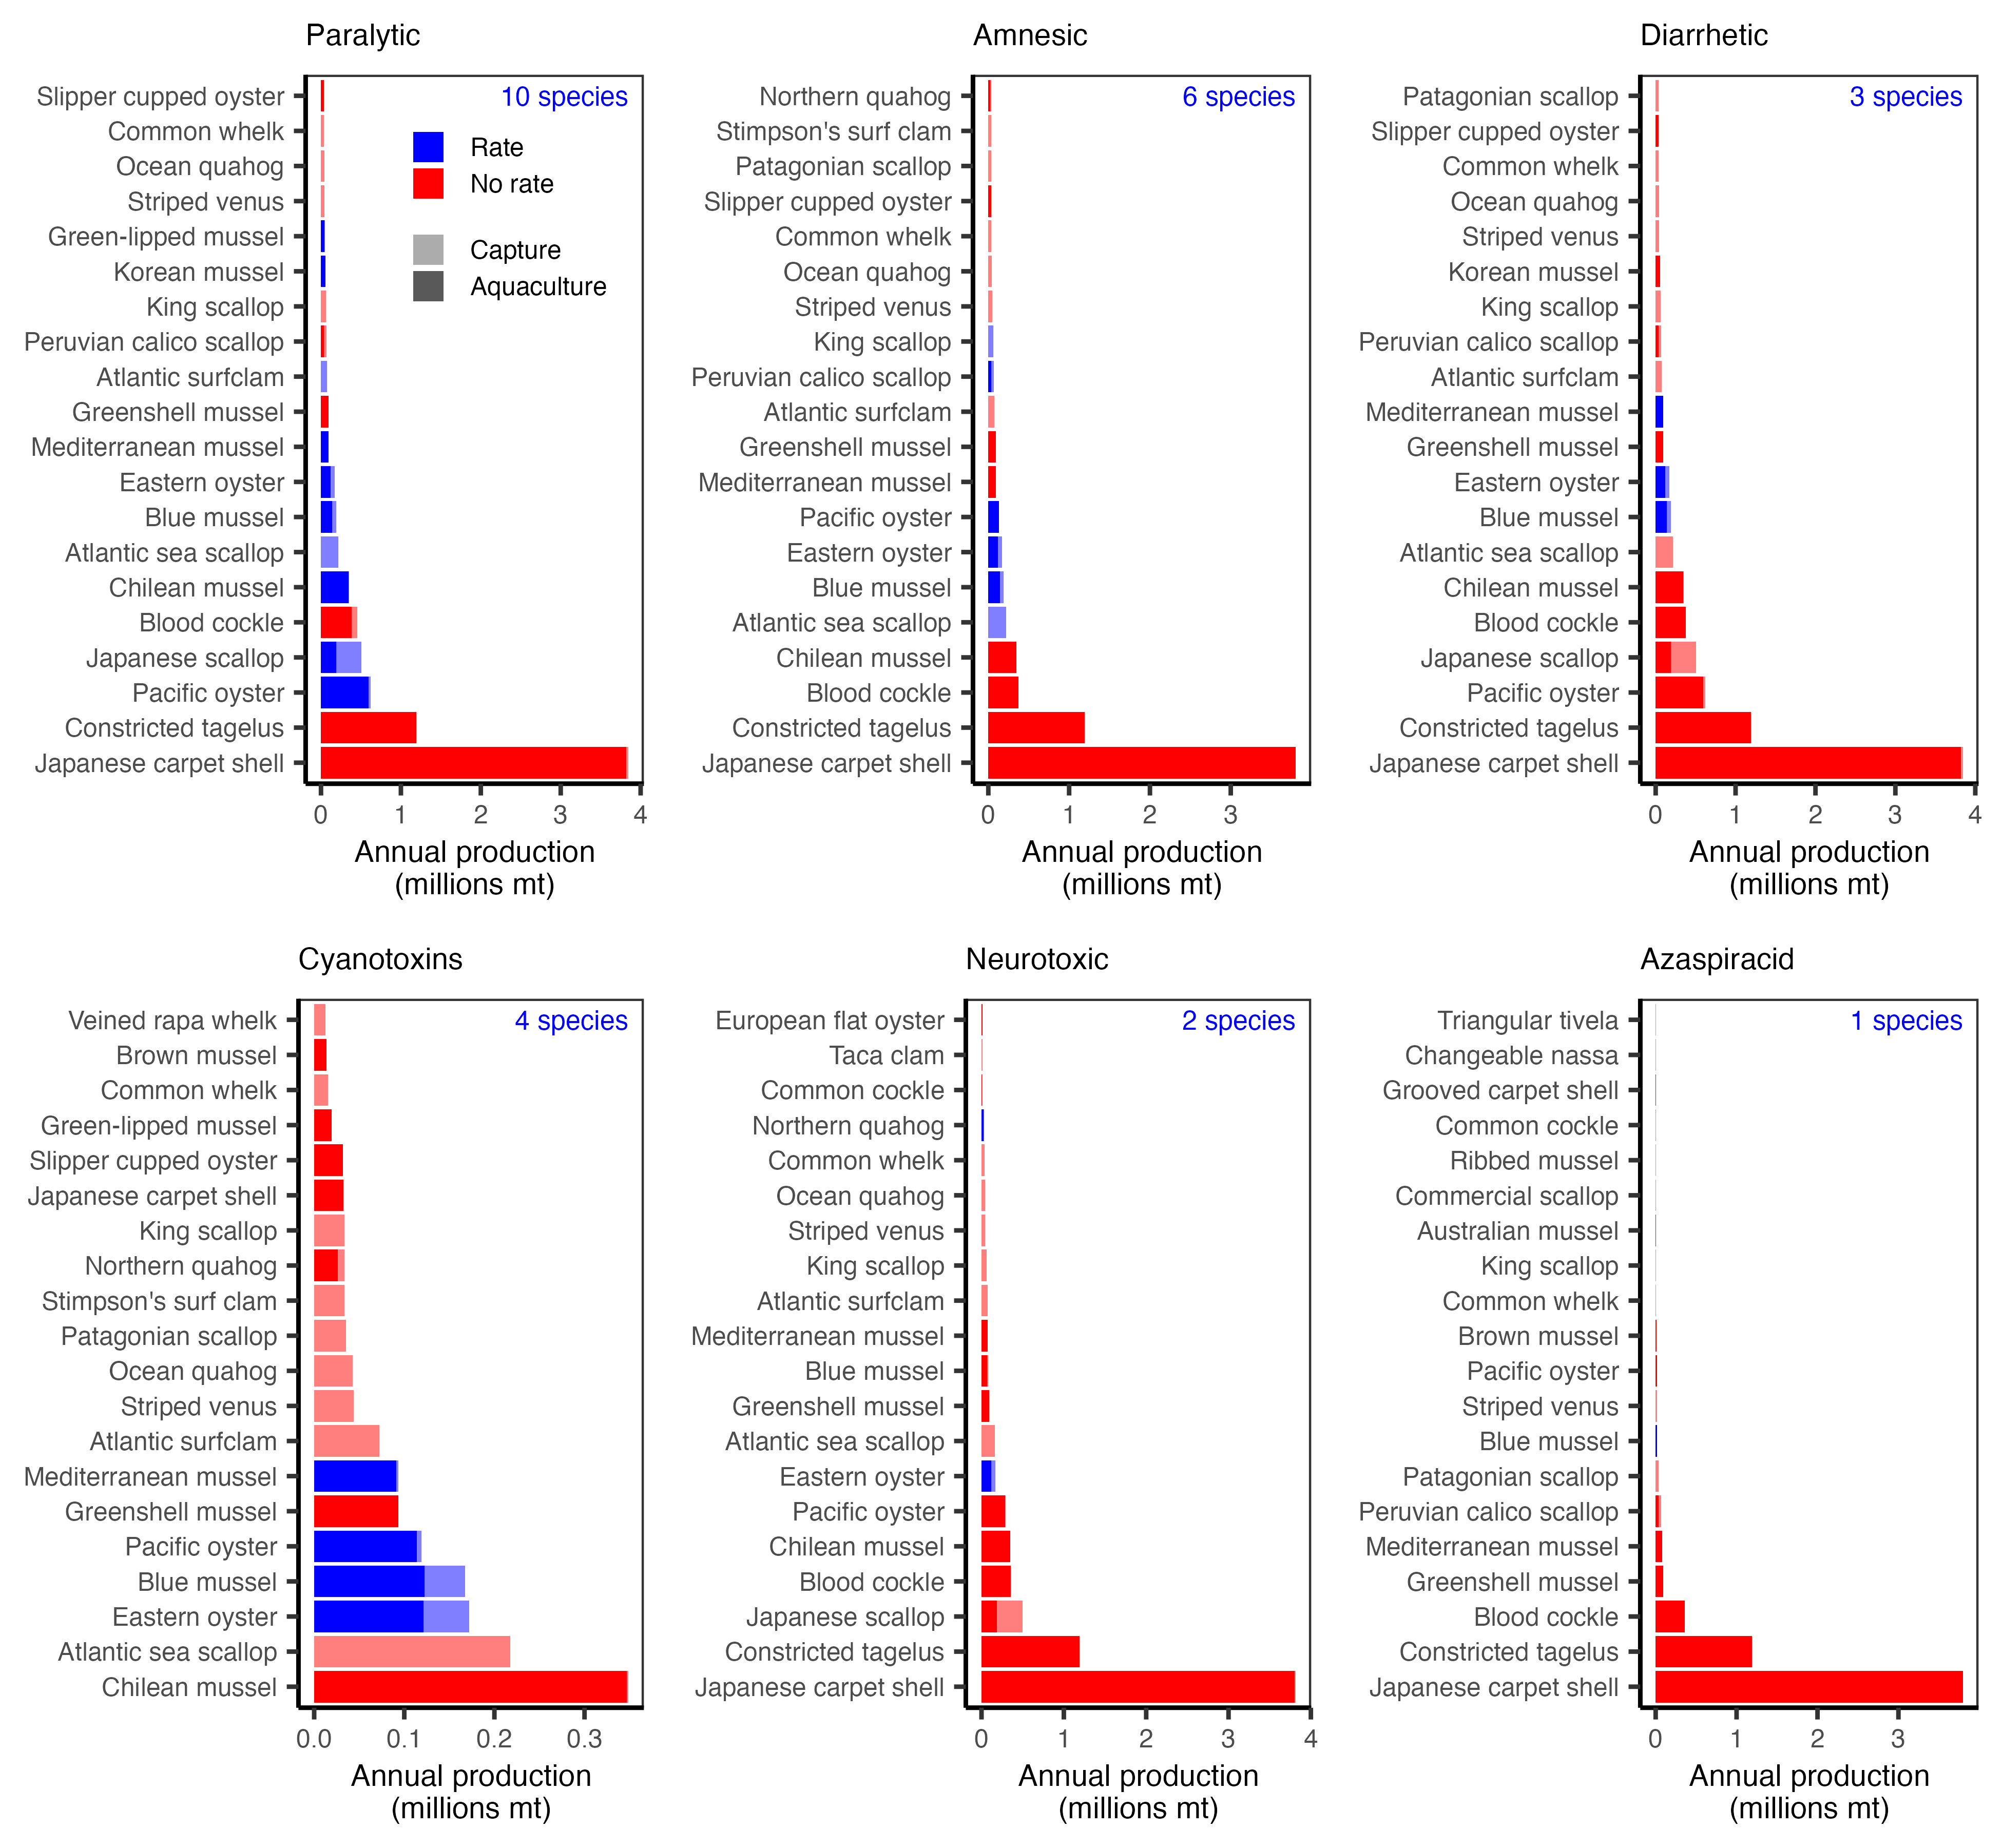 Paralytic
Slipper cupped oyster
10 species
Common whelk
Rate
Ocean quahog
No rate
Striped venus
Green-lipped mussel
Capture
Korean mussel
Aquaculture
King scallop
Peruvian calico scallop
Atlantic surfclam
Greenshell mussel
Mediterranean mussel
Eastern oyster
Blue mussel
Atlantic sea scallop
Chilean mussel
Blood cockle
Japanese scallop
Pacific oyster
Constricted tagelus
Japanese carpet shell
0 1 2 3 4
Annual production
(millions mt)
Amnesic
Northern quahog
6 species
Stimpson's surf clam
Patagonian scallop
Slipper cupped oyster
Common whelk
Ocean quahog
Striped venus
King scallop
Peruvian calico scallop
Atlantic surfclam
Greenshell mussel
Mediterranean mussel
Pacific oyster
Eastern oyster
Blue mussel
Atlantic sea scallop
Chilean mussel
Blood cockle
Constricted tagelus
Japanese carpet shell
0 1 2 3
Annual production
(millions mt)
Diarrhetic
Patagonian scallop
3 species
Slipper cupped oyster
Common whelk
Ocean quahog
Striped venus
Korean mussel
King scallop
Peruvian calico scallop
Atlantic surfclam
Mediterranean mussel
Greenshell mussel
Eastern oyster
Blue mussel
Atlantic sea scallop
Chilean mussel
Blood cockle
Japanese scallop
Pacific oyster
Constricted tagelus
Japanese carpet shell
0 1 2 3 4
Annual production
(millions mt)
Cyanotoxins
Veined rapa whelk
4 species
Brown mussel
Common whelk
Green-lipped mussel
Slipper cupped oyster
Japanese carpet shell
King scallop
Northern quahog
Stimpson's surf clam
Patagonian scallop
Ocean quahog
Striped venus
Atlantic surfclam
Mediterranean mussel
Greenshell mussel
Pacific oyster
Blue mussel
Eastern oyster
Atlantic sea scallop
Chilean mussel
0.0 0.1 0.2 0.3
Annual production
(millions mt)
Neurotoxic
European flat oyster
2 species
Taca clam
Common cockle
Northern quahog
Common whelk
Ocean quahog
Striped venus
King scallop
Atlantic surfclam
Mediterranean mussel
Blue mussel
Greenshell mussel
Atlantic sea scallop
Eastern oyster
Pacific oyster
Chilean mussel
Blood cockle
Japanese scallop
Constricted tagelus
Japanese carpet shell
0 1 2 3 4
Annual production
(millions mt)
Azaspiracid
Triangular tivela
1 species
Changeable nassa
Grooved carpet shell
Common cockle
Ribbed mussel
Commercial scallop
Australian mussel
King scallop
Common whelk
Brown mussel
Pacific oyster
Striped venus
Blue mussel
Patagonian scallop
Peruvian calico scallop
Mediterranean mussel
Greenshell mussel
Blood cockle
Constricted tagelus
Japanese carpet shell
0 1 2 3
Annual production
(millions mt)